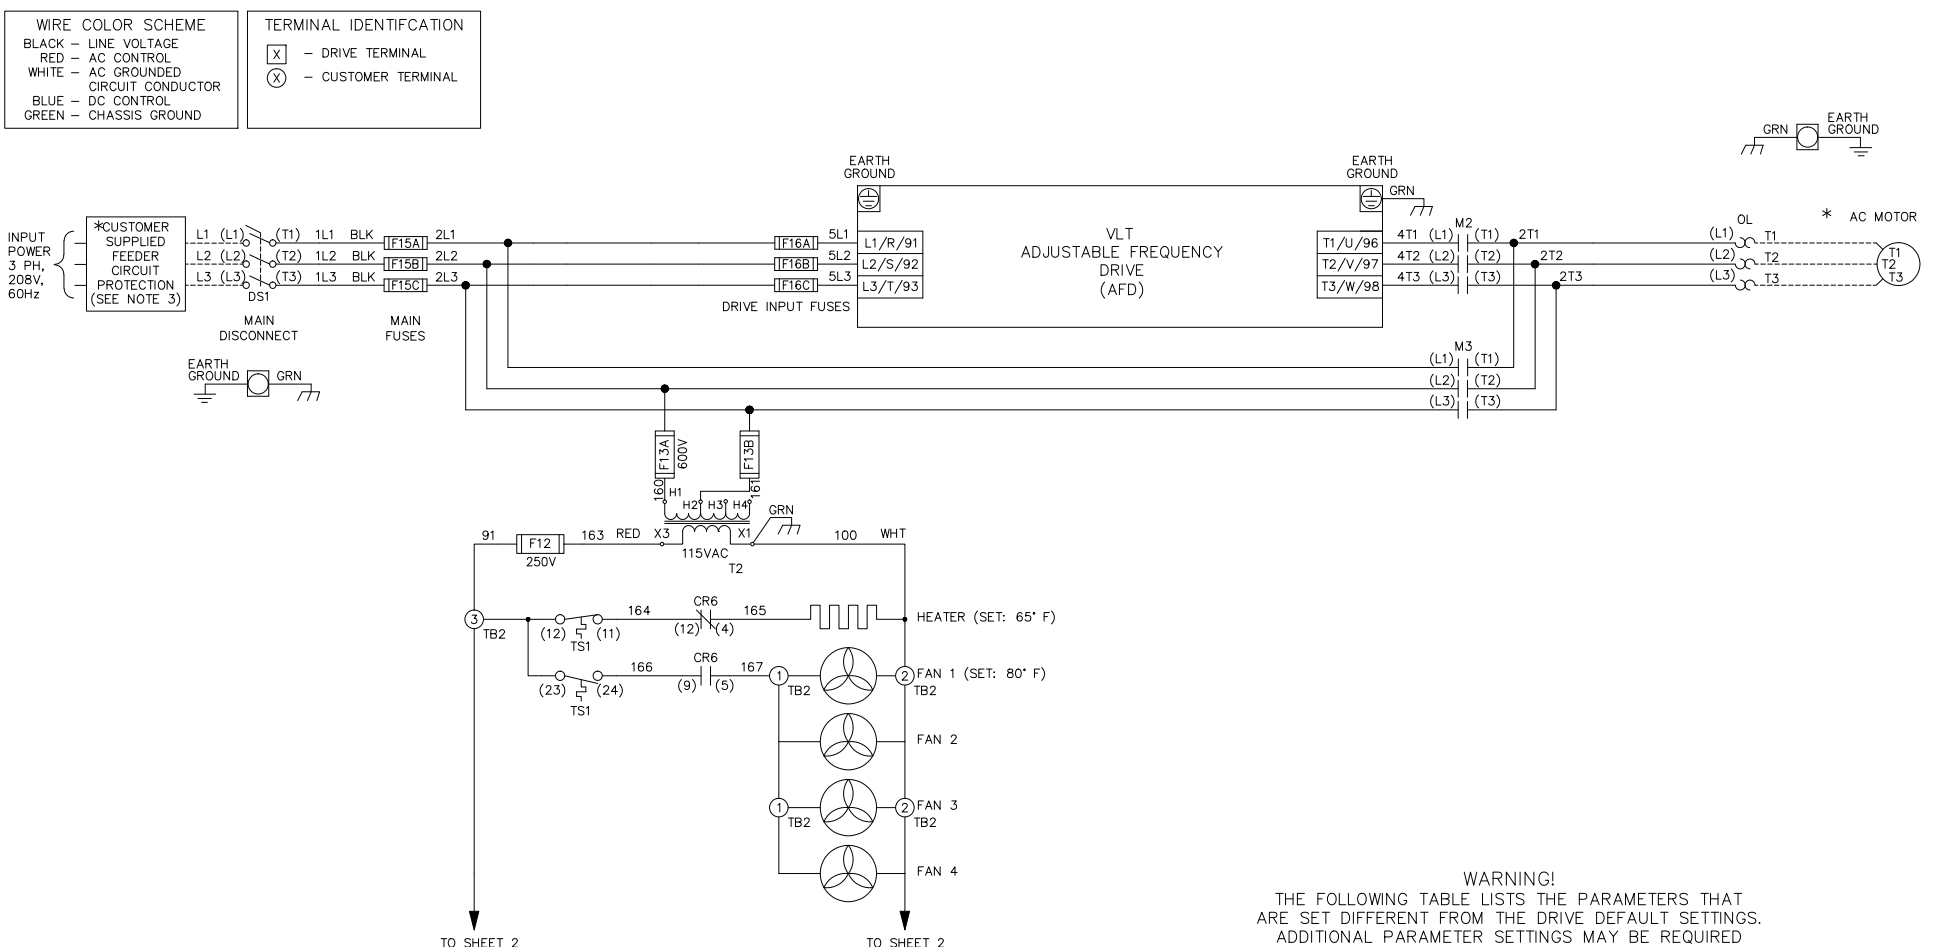 WIRE COLOR SCHEME
BLACK – LINE VOLTAGE
RED – AC CONTROL
WHITE – AC GROUNDED
CIRCUIT CONDUCTOR
BLUE – DC CONTROL
GREEN – CHASSIS GROUND
TERMINAL IDENTIFCATION
X – DRIVE TERMINAL
X – CUSTOMER TERMINAL
GRN
EARTH
GROUND
INPUT
POWER
3 PH,
208V,
60Hz
*CUSTOMER
SUPPLIED
FEEDER
CIRCUIT
PROTECTION
(SEE NOTE 3)
L1 (L1) (T1) 1L1 BLK F15A 2L1
L2 (L2) (T2) 1L2 BLK F15B 2L2
L3 (L3) (T3) 1L3 BLK F15C 2L3
DS1
MAIN
DISCONNECT
MAIN
FUSES
EARTH
GROUND
GRN
F16A 5L1 L1/R/91
F16B 5L2 L2/S/92
F16C 5L3 L3/T/93
DRIVE INPUT FUSES
EARTH
GROUND
VLT
ADJUSTABLE FREQUENCY
DRIVE
(AFD)
EARTH
GROUND
GRN
M2
T1/U/96 4T1 (L1) (T1) 2T1
T2/V/97 4T2 (L2) (T2) 2T2
T3/W/98 4T3 (L3) (T3) 2T3
OL
(L1) T1
(L2) T2
(L3) T3
* AC MOTOR
T1
T2
T3
M3
(L1) (T1)
(L2) (T2)
(L3) (T3)
F13A
600V
F13B
160
H1
H2 H3 H4
161
GRN
91 F12 163 RED X3 X1 100 WHT
250V
115VAC
T2
3
TB2
(12) (11)
TS1
164
CR6
(12) (4)
165
HEATER (SET: 65° F)
(23) (24)
TS1
166
CR6
(9) (5)
167
1
TB2
2
TB2
FAN 1 (SET: 80° F)
FAN 2
1
TB2
2
TB2
FAN 3
FAN 4
TO SHEET 2
TO SHEET 2
WARNING!
THE FOLLOWING TABLE LISTS THE PARAMETERS THAT
ARE SET DIFFERENT FROM THE DRIVE DEFAULT SETTINGS.
ADDITIONAL PARAMETER SETTINGS MAY BE REQUIRED